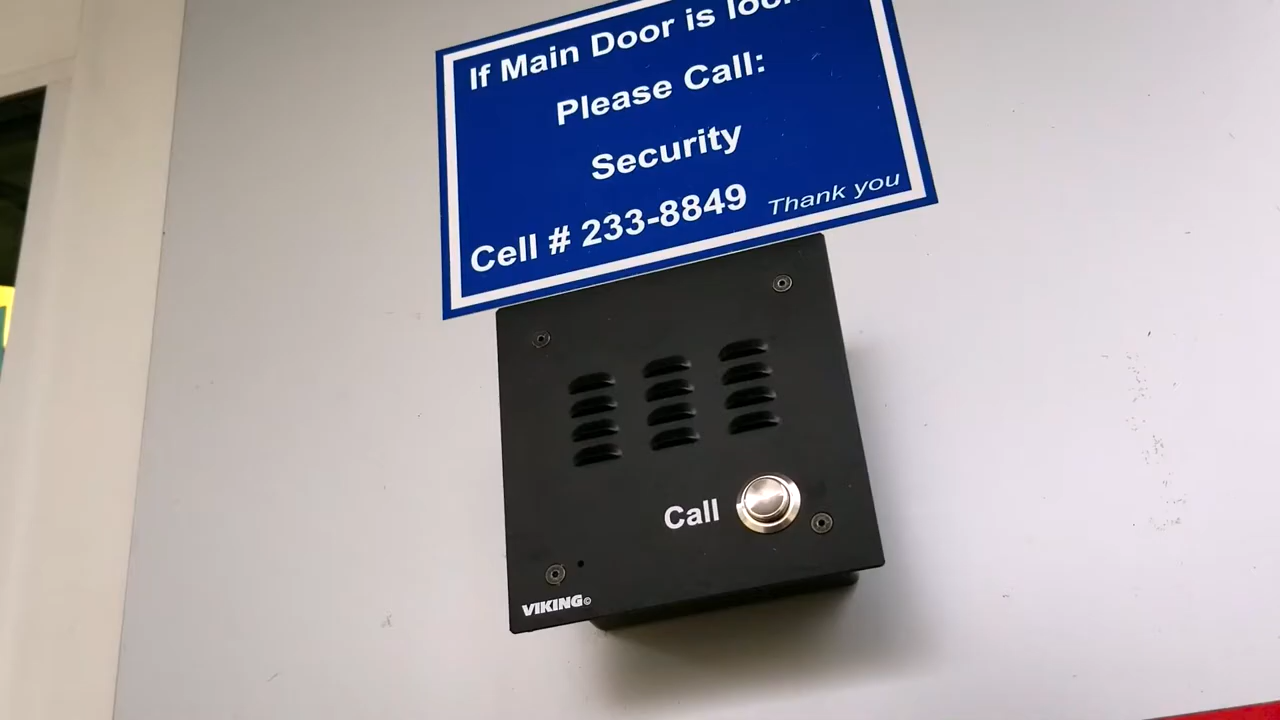 If Main Door is
Please Call:
Security
Cell # 233-8849
Thank you
Call
VIKING©